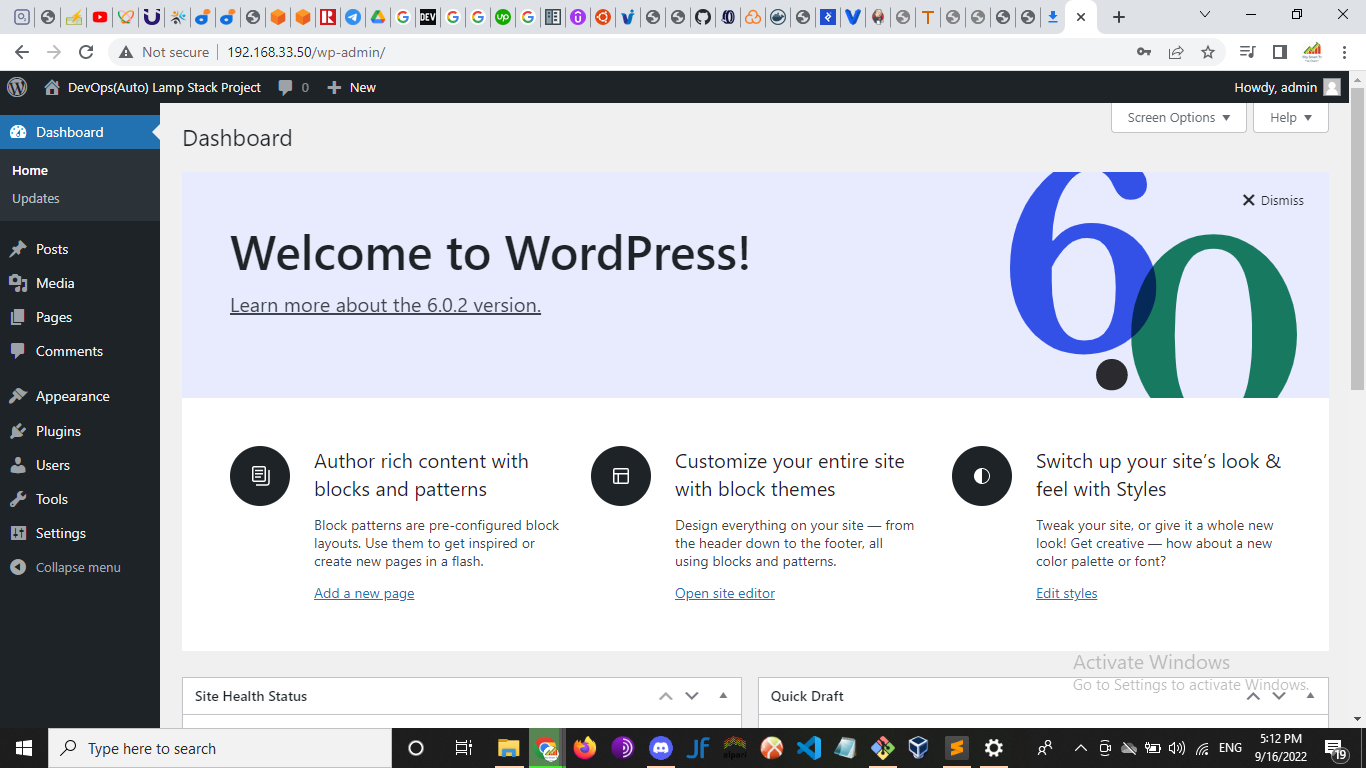 Not secure
192.168.33.50/wp-admin/
DevOps(Auto) Lamp Stack Project
0
New
Howdy, admin
Dashboard
Home
Updates
Posts
Media
Pages
Comments
Appearance
Plugins
Users
Tools
Settings
Collapse menu
Screen Options
Help
Dashboard
Dismiss
6.0
Welcome to WordPress!
Learn more about the 6.0.2 version.
Author rich content with
blocks and patterns
Block patterns are pre-configured block
layouts. Use them to get inspired or
create new pages in a flash.
Add a new page
Customize your entire site
with block themes
Design everything on your site — from
the header down to the footer, all
using blocks and patterns.
Open site editor
Switch up your site’s look &
feel with Styles
Tweak your site, or give it a whole new
look! Get creative — how about a new
color palette or font?
Edit styles
Activate Windows
Go to Settings to activate Windows.
Site Health Status
Quick Draft
Type here to search
ENG
5:12 PM
9/16/2022
19